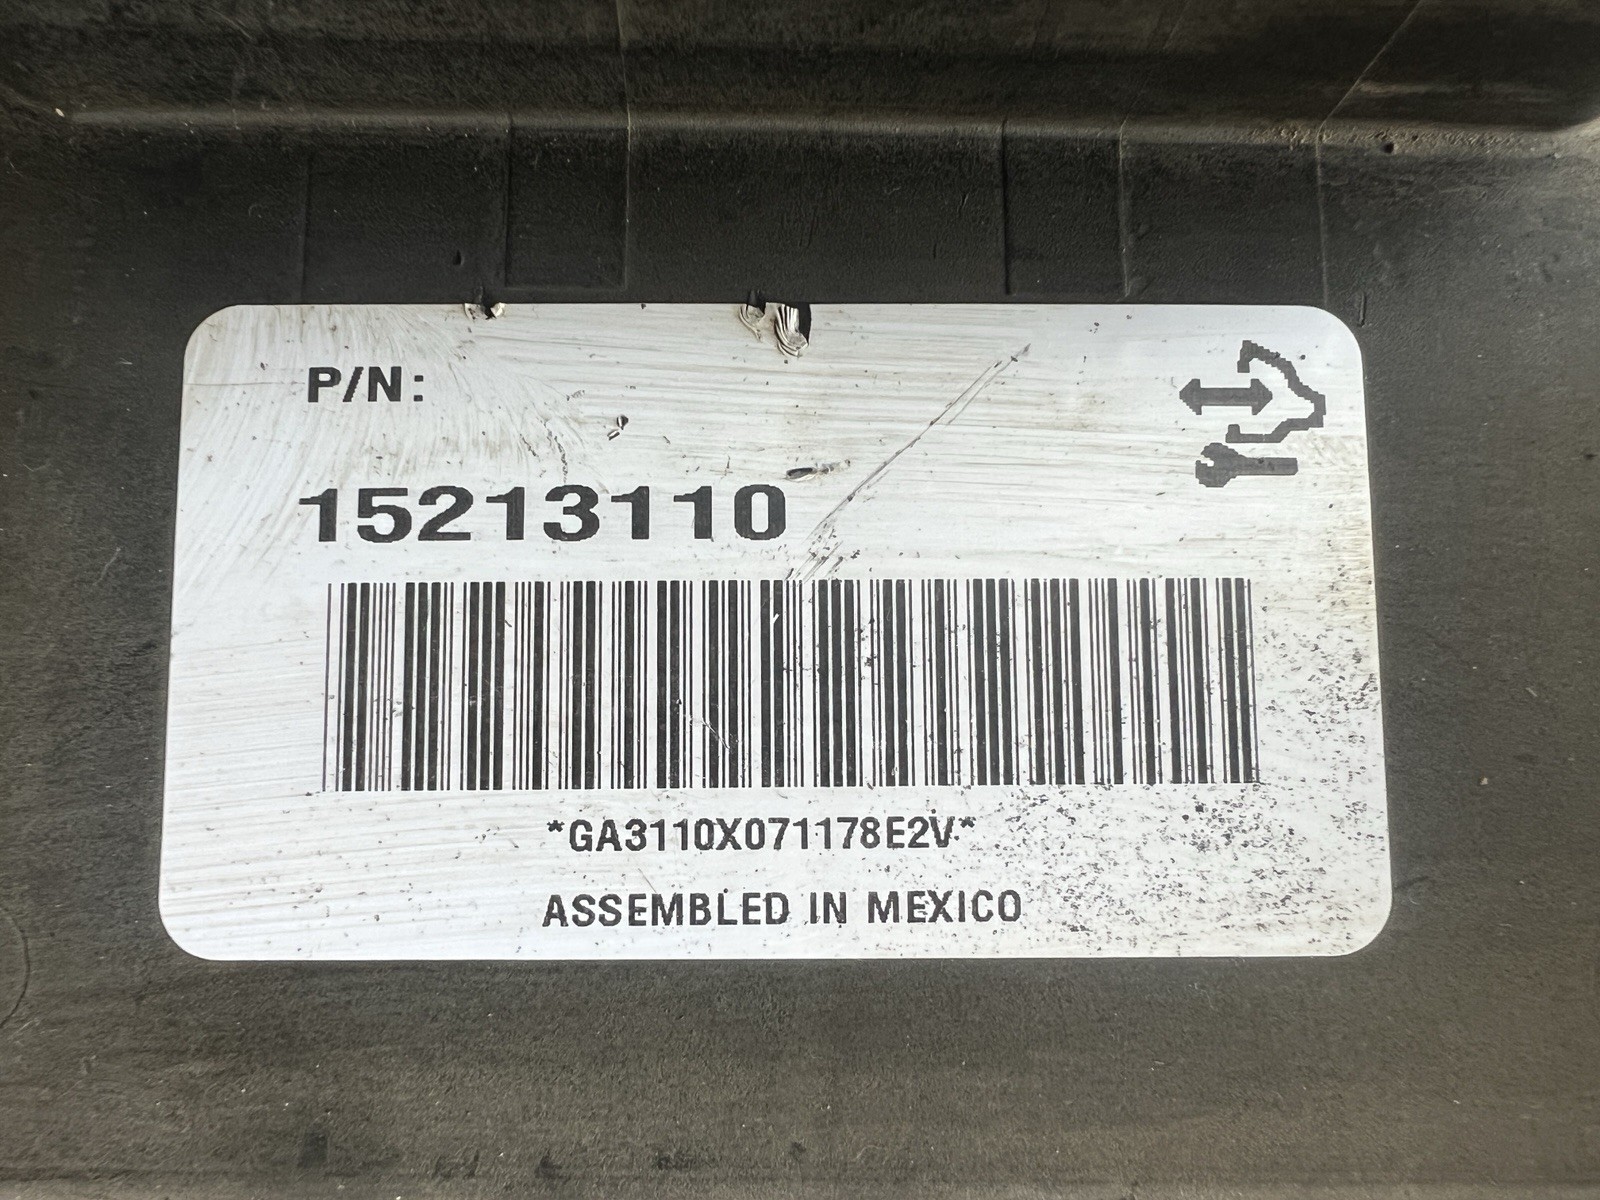 P/N:
15213110
*GA3110X071178E2V*
ASSEMBLED IN MEXICO